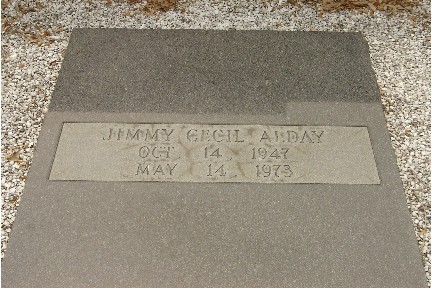 JIMMY CECIL ALDAY
OCT 14 1947
MAY 14 1973